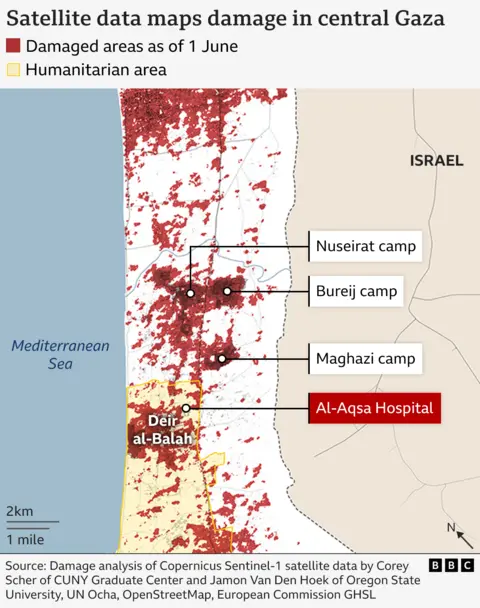 Satellite data maps damage in central Gaza
Damaged areas as of 1 June
Humanitarian area
ISRAEL
Nuseirat camp
Bureij camp
Mediterranean
Sea
Maghazi camp
Al-Aqsa Hospital
Deir
al-Balah
2km
1 mile
N
Source: Damage analysis of Copernicus Sentinel-1 satellite data by Corey
Scher of CUNY Graduate Center and Jamon Van Den Hoek of Oregon State
University, UN Ocha, OpenStreetMap, European Commission GHSL
BBC